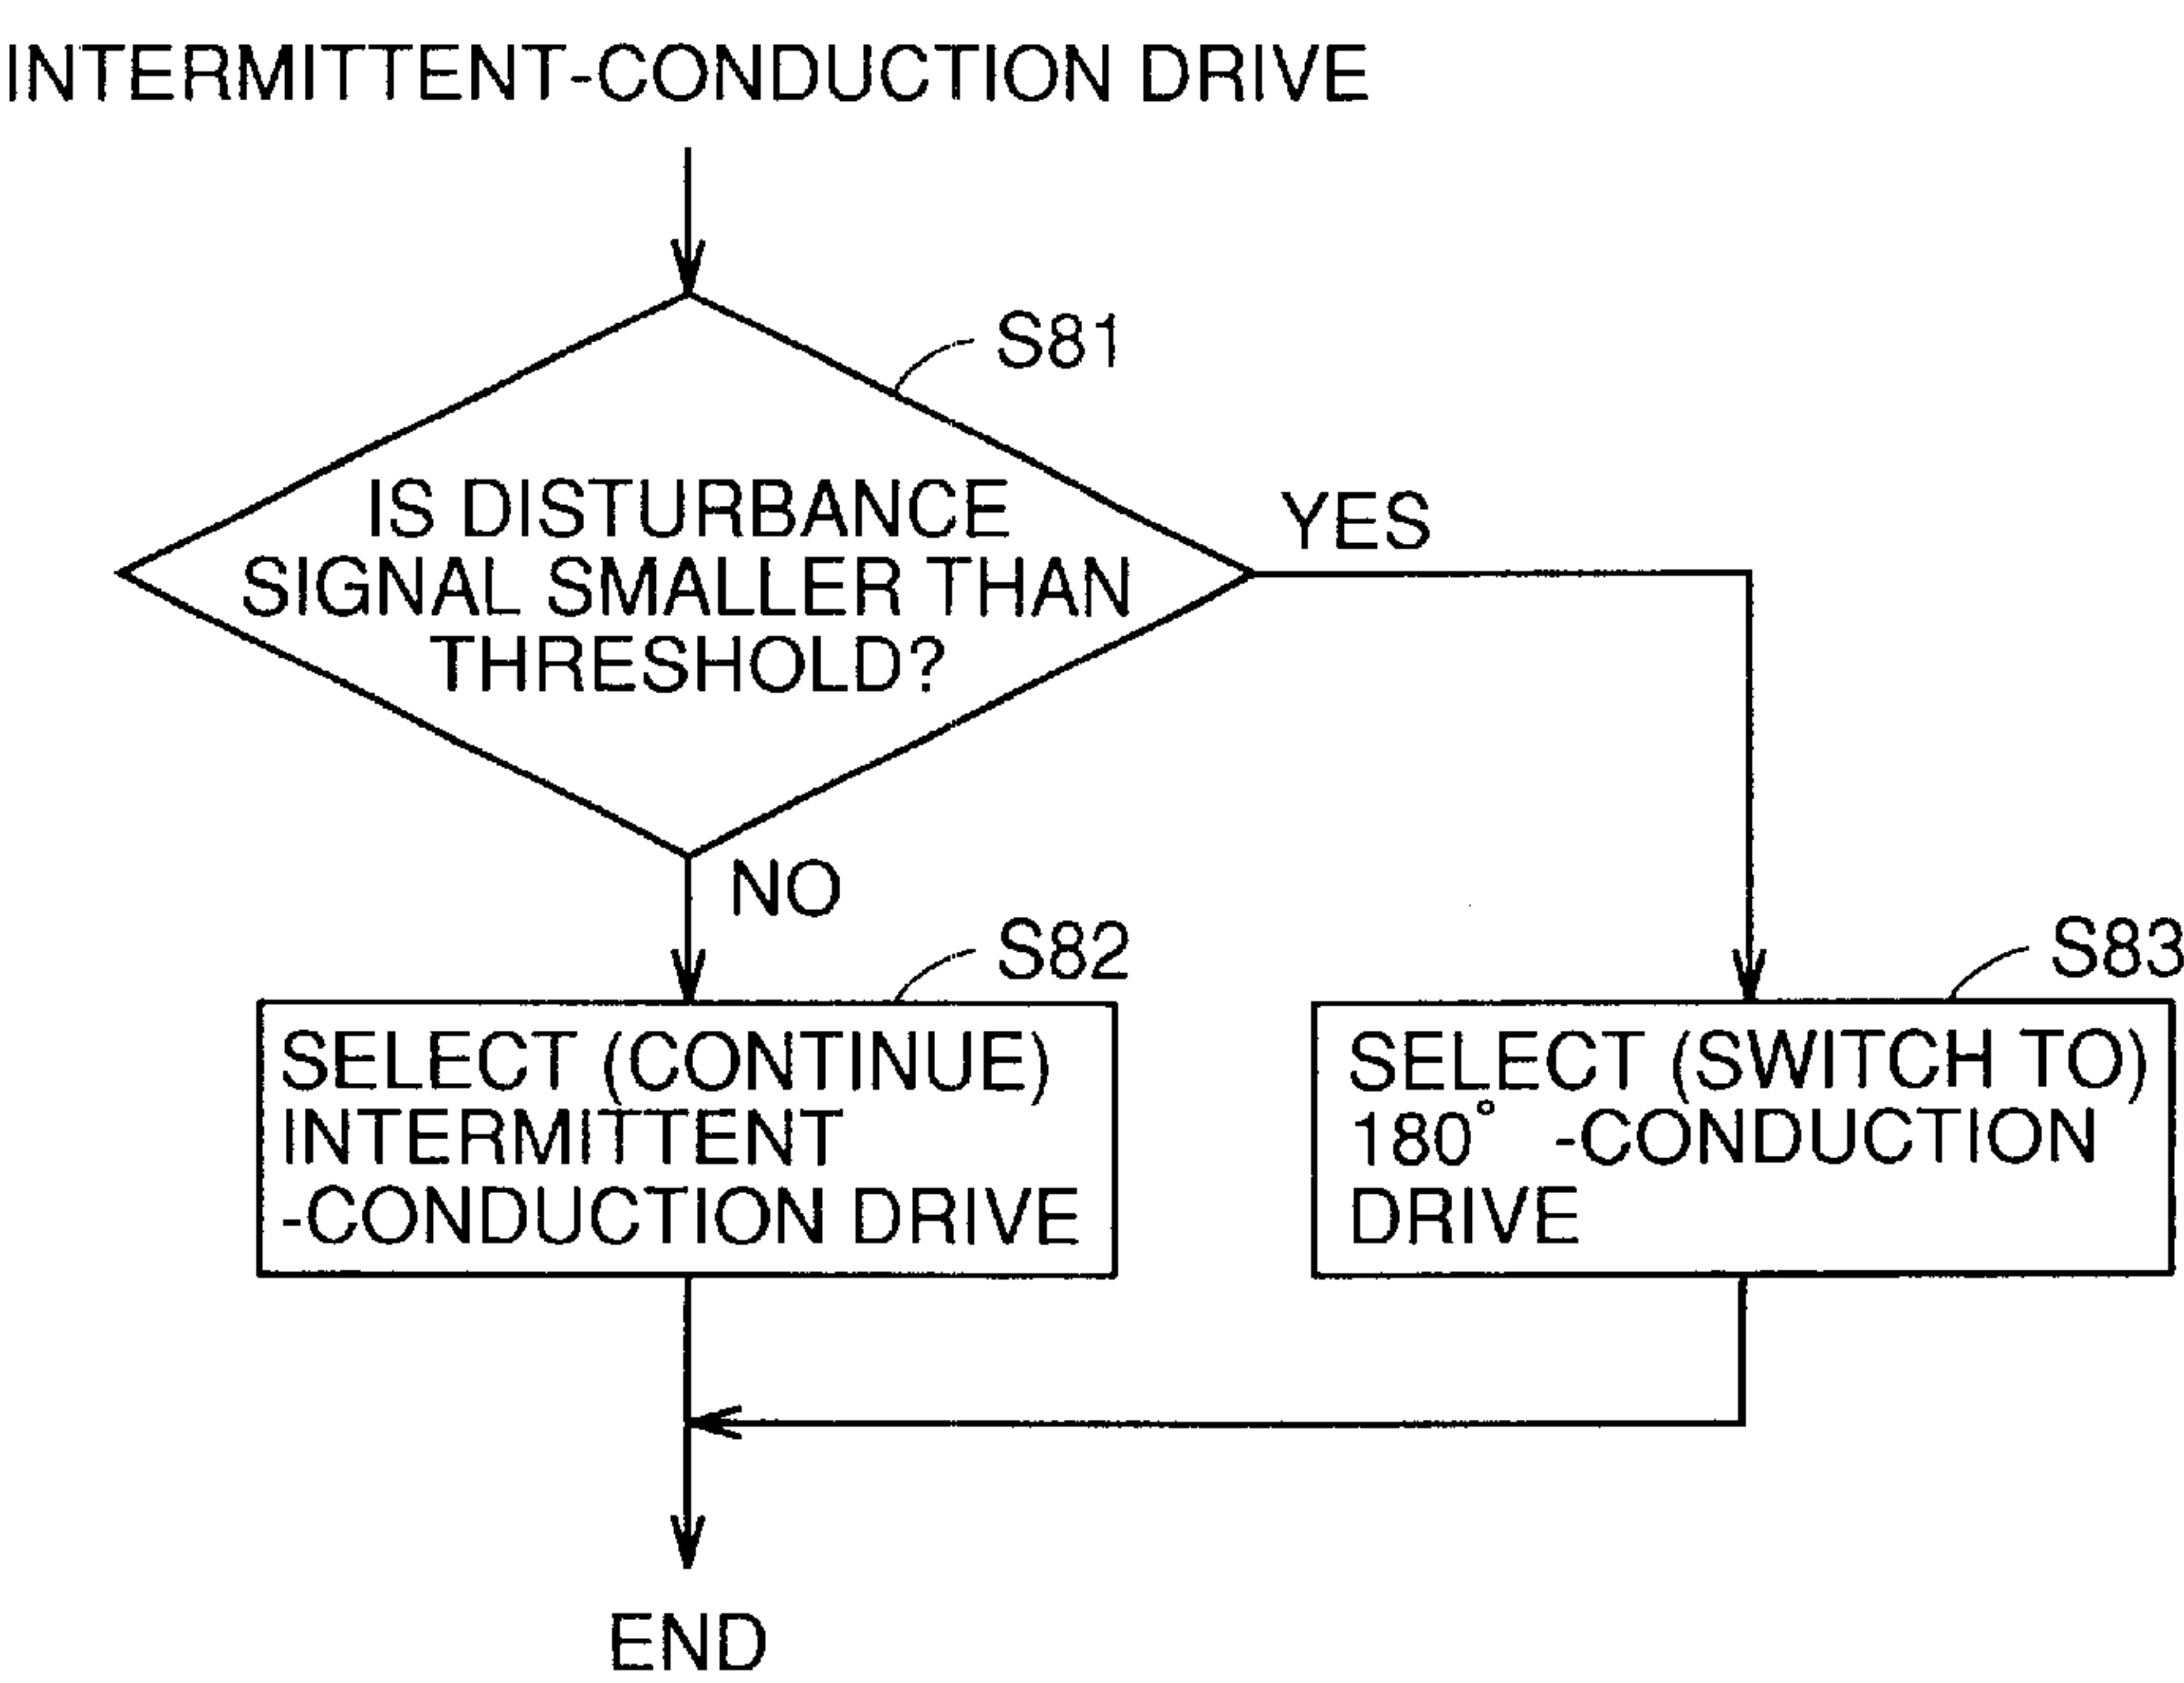 INTERMITTENT-CONDUCTION DRIVE
S81
IS DISTURBANCE
SIGNAL SMALLER THAN
THRESHOLD?
YES
NO
S82
SELECT (CONTINUE)
INTERMITTENT
-CONDUCTION DRIVE
S83
SELECT (SWITCH TO)
180° -CONDUCTION
DRIVE
END